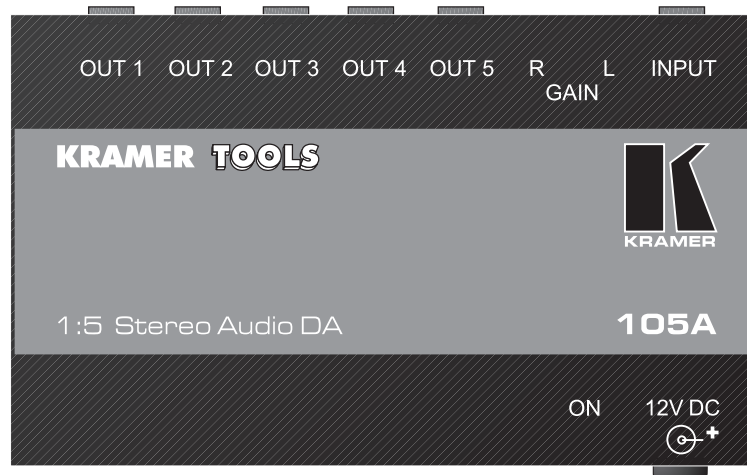 OUT 1 OUT 2 OUT 3 OUT 4 OUT 5 R L INPUT
GAIN
KRAMER TOOLS
K
KRAMER
1:5 Stereo Audio DA 105A
ON 12V DC
+